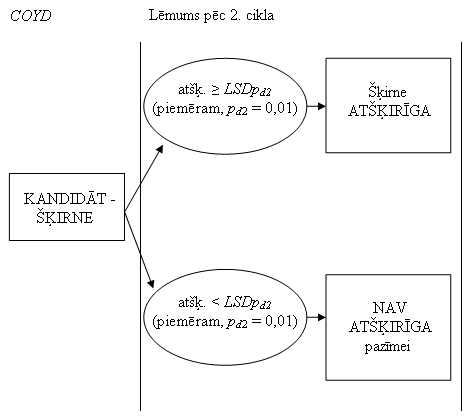 COYD
Lēmums pēc 2. cikla
atšķ. ≥ LSDpd2
(piemēram, pd2 = 0,01)
Šķirne
ATŠĶIRĪGA
KANDIDĀT -
ŠĶIRNE
atšķ. < LSDpd2
(piemēram, pd2 = 0,01)
NAV
ATŠĶIRĪGA
pazīmei